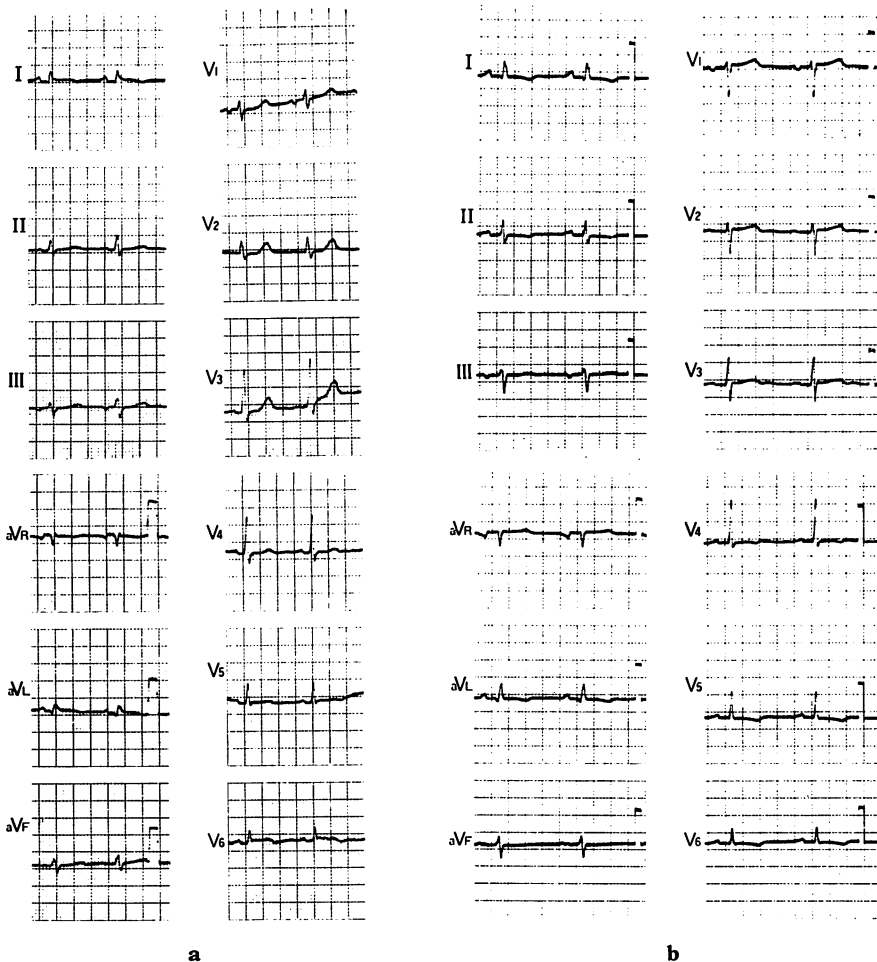 I V1 I V1
II V2 II V2
III V3 III V3
aVR V4 aVR V4
aVL V5 aVL V5
aVF V6 aVF V6
a b